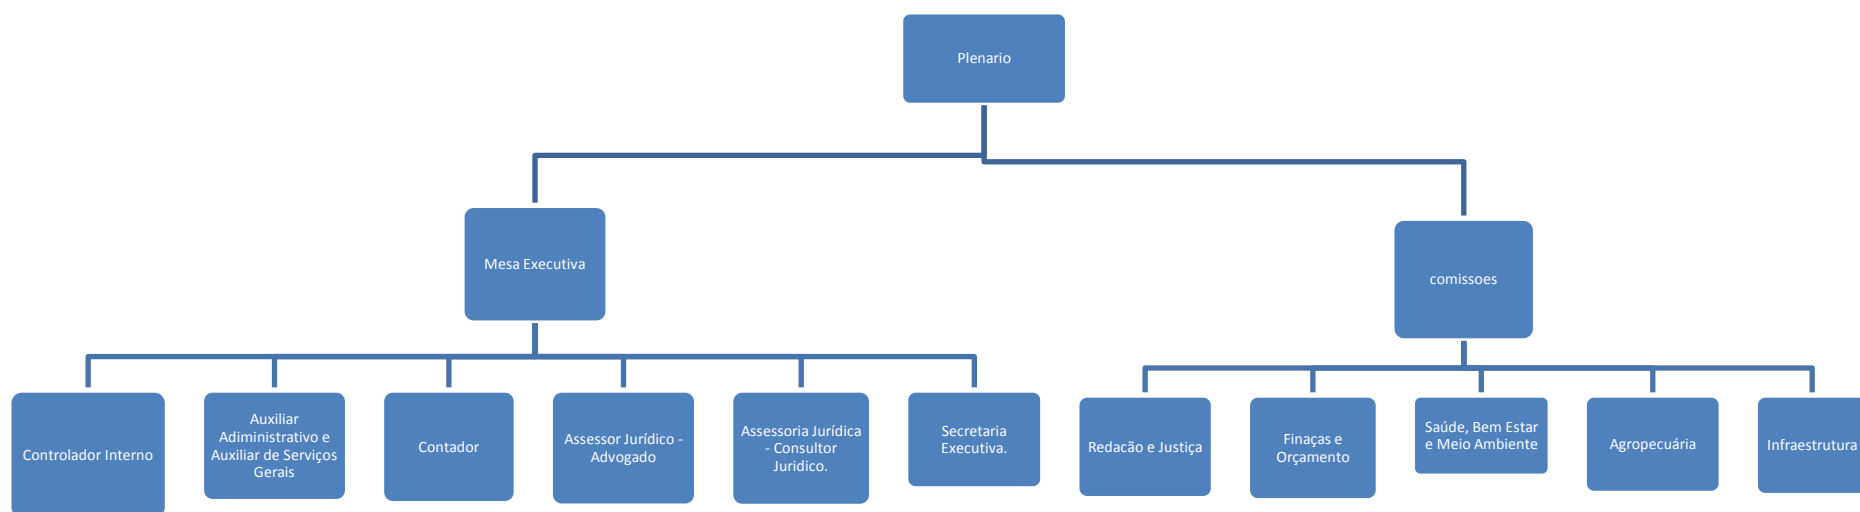 Plenario
Mesa Executiva
comissoes
Controlador Interno
Auxiliar
Adiministrativo e
Auxiliar de Serviços
Gerais
Contador
Assessor Jurídico -
Advogado
Assessoria Jurídica
- Consultor
Juridico.
Secretaria
Executiva.
Redacão e Justiça
Finaças e
Orçamento
Saúde, Bem Estar
e Meio Ambiente
Agropecuária
Infraestrutura